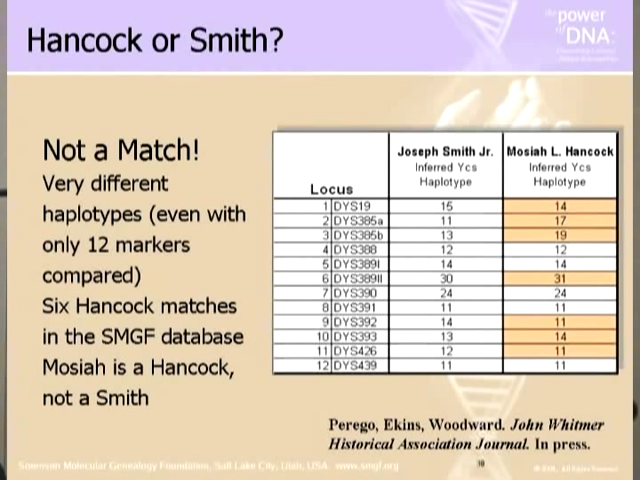 the power
of DNA
Hancock or Smith?
Not a Match!
Very different
haplotypes (even with
only 12 markers
compared)
Six Hancock matches
in the SMGF database
Mosiah is a Hancock,
not a Smith
Locus Joseph Smith Jr. Inferred Ycs Haplotype Mosiah L. Hancock Inferred Ycs Haplotype
1 DYS19 15 14
2 DYS385a 11 17
3 DYS385b 13 19
4 DYS388 12 12
5 DYS389I 14 14
6 DYS389II 30 31
7 DYS390 24 24
8 DYS391 11 11
9 DYS392 14 11
10 DYS393 13 14
11 DYS426 12 11
12 DYS439 11 11
Perego, Ekins, Woodward. John Whitmer
Historical Association Journal. In press.
Sorenson Molecular Genealogy Foundation, Salt Lake City, Utah, USA www.smgf.org